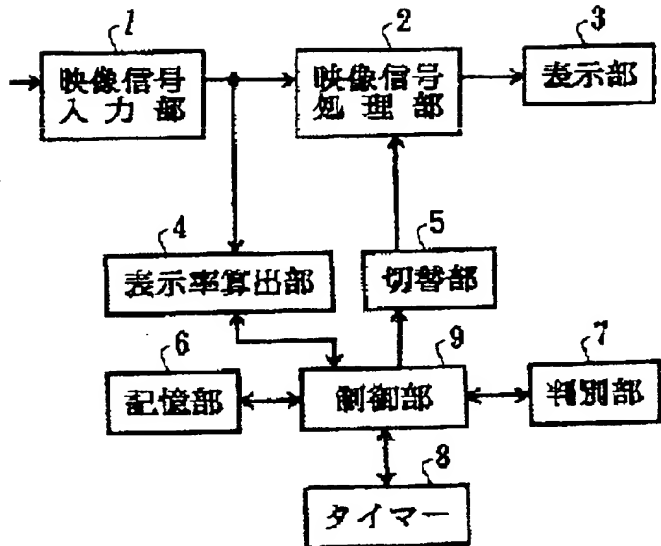 1
映像信号
入力部
2
映像信号
処理部
3
表示部
4
表示率算出部
5
切替部
6
記憶部
9
制御部
7
判別部
8
タイマー